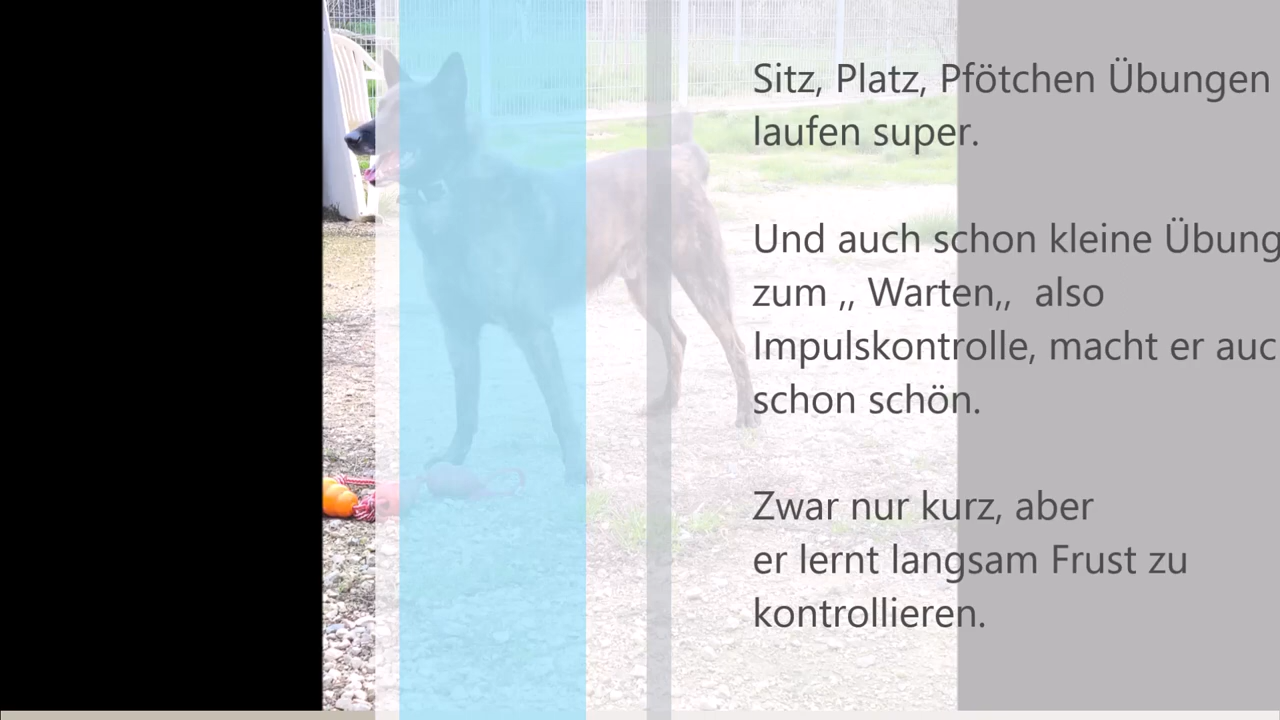 Sitz, Platz, Pfötchen Übungen
laufen super.
Und auch schon kleine Übung
zum ,, Warten,, also
Impulskontrolle, macht er auc
schon schön.
Zwar nur kurz, aber
er lernt langsam Frust zu
kontrollieren.